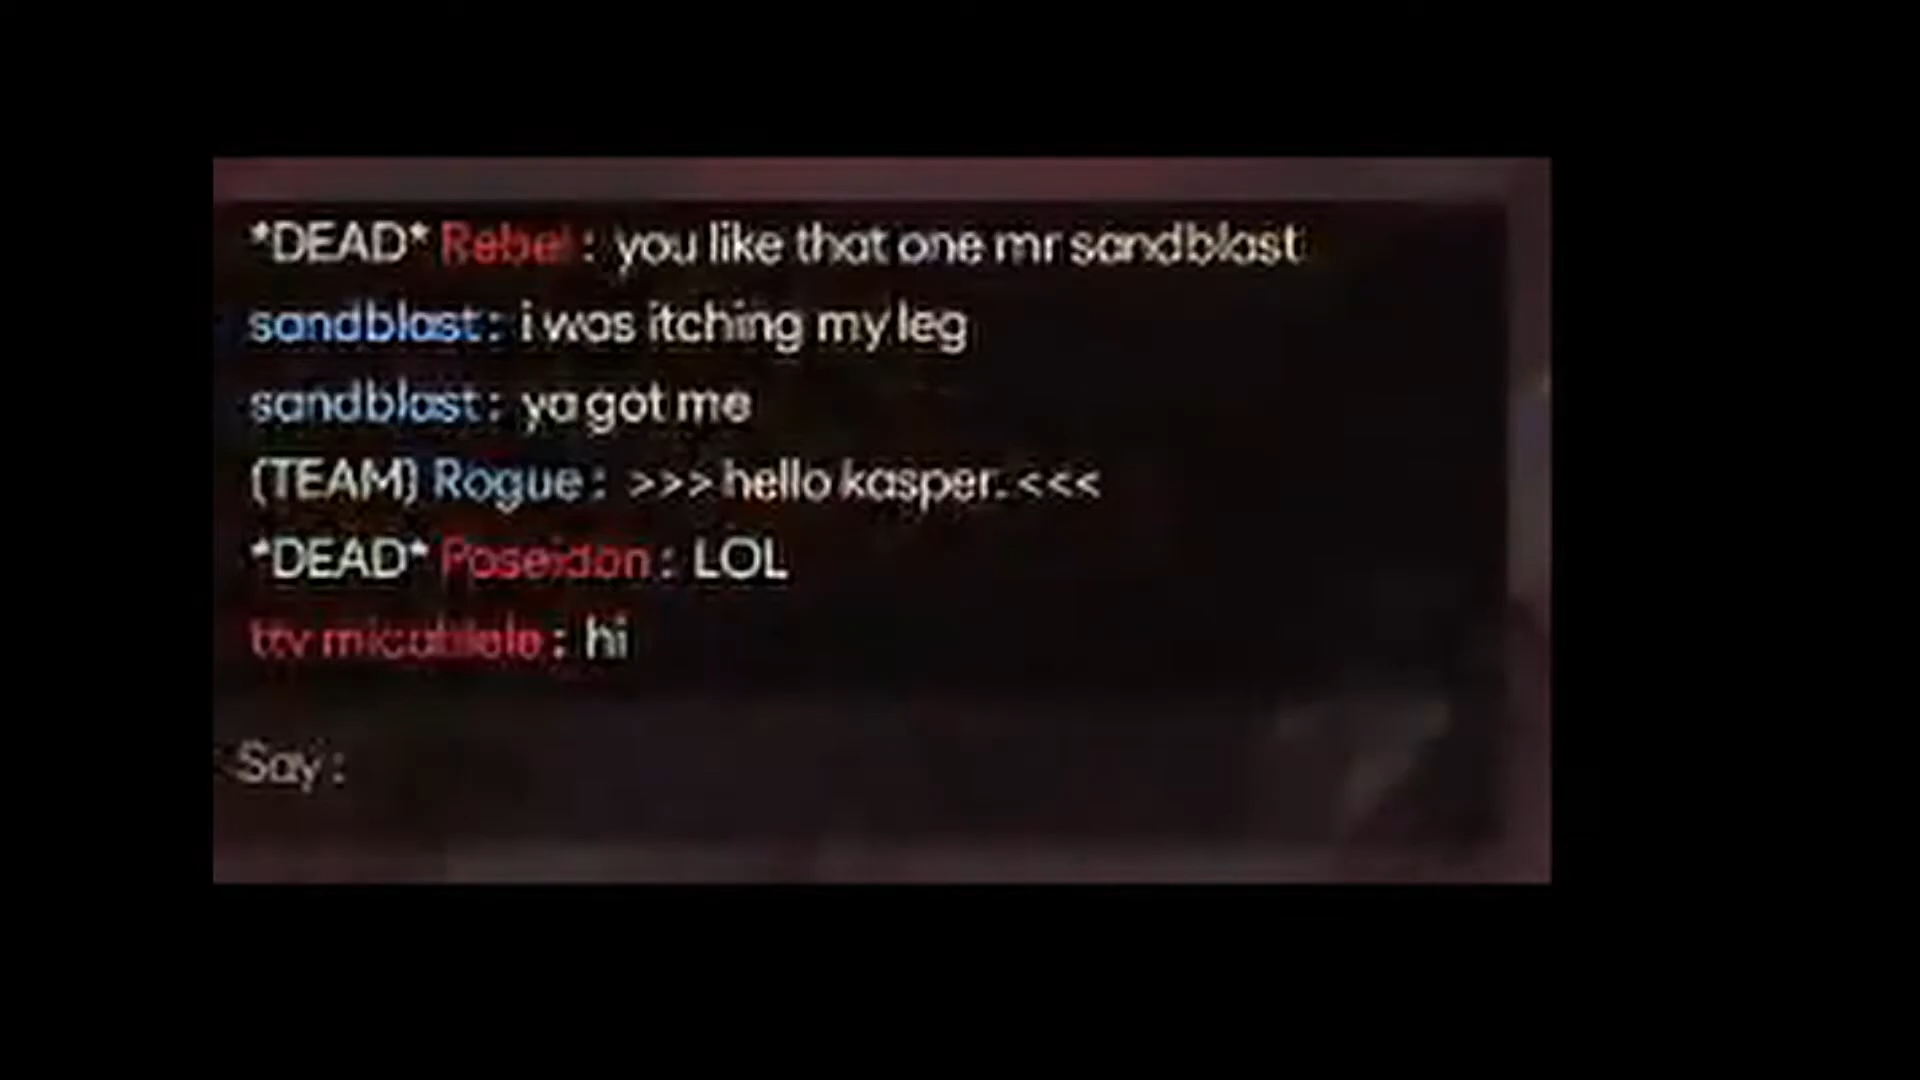 *DEAD* Rebel : you like that one mr sandblast
sandblast : i was itching my leg
sandblast : ya got me
(TEAM) Rogue : >>> hello kasper. <<<
*DEAD* Poseidon : LOL
ttv : hi
Say :